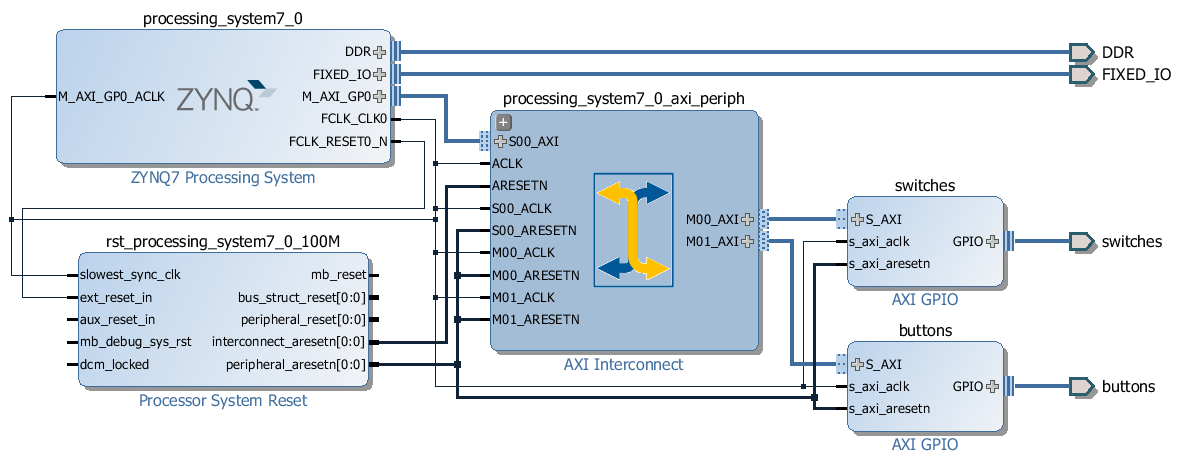 processing_system7_0
M_AXI_GP0_ACLK
ZYNQ
DDR
FIXED_IO
M_AXI_GP0
FCLK_CLK0
FCLK_RESET0_N
ZYNQ7 Processing System
rst_processing_system7_0_100M
slowest_sync_clk
ext_reset_in
aux_reset_in
mb_debug_sys_rst
dcm_locked
mb_reset
bus_struct_reset[0:0]
peripheral_reset[0:0]
interconnect_aresetn[0:0]
peripheral_aresetn[0:0]
Processor System Reset
processing_system7_0_axi_periph
S00_AXI
ACLK
ARESETN
S00_ACLK
S00_ARESETN
M00_ACLK
M00_ARESETN
M01_ACLK
M01_ARESETN
M00_AXI
M01_AXI
AXI Interconnect
switches
S_AXI
s_axi_aclk
s_axi_aresetn
GPIO
AXI GPIO
buttons
S_AXI
s_axi_aclk
s_axi_aresetn
GPIO
AXI GPIO
DDR
FIXED_IO
switches
buttons